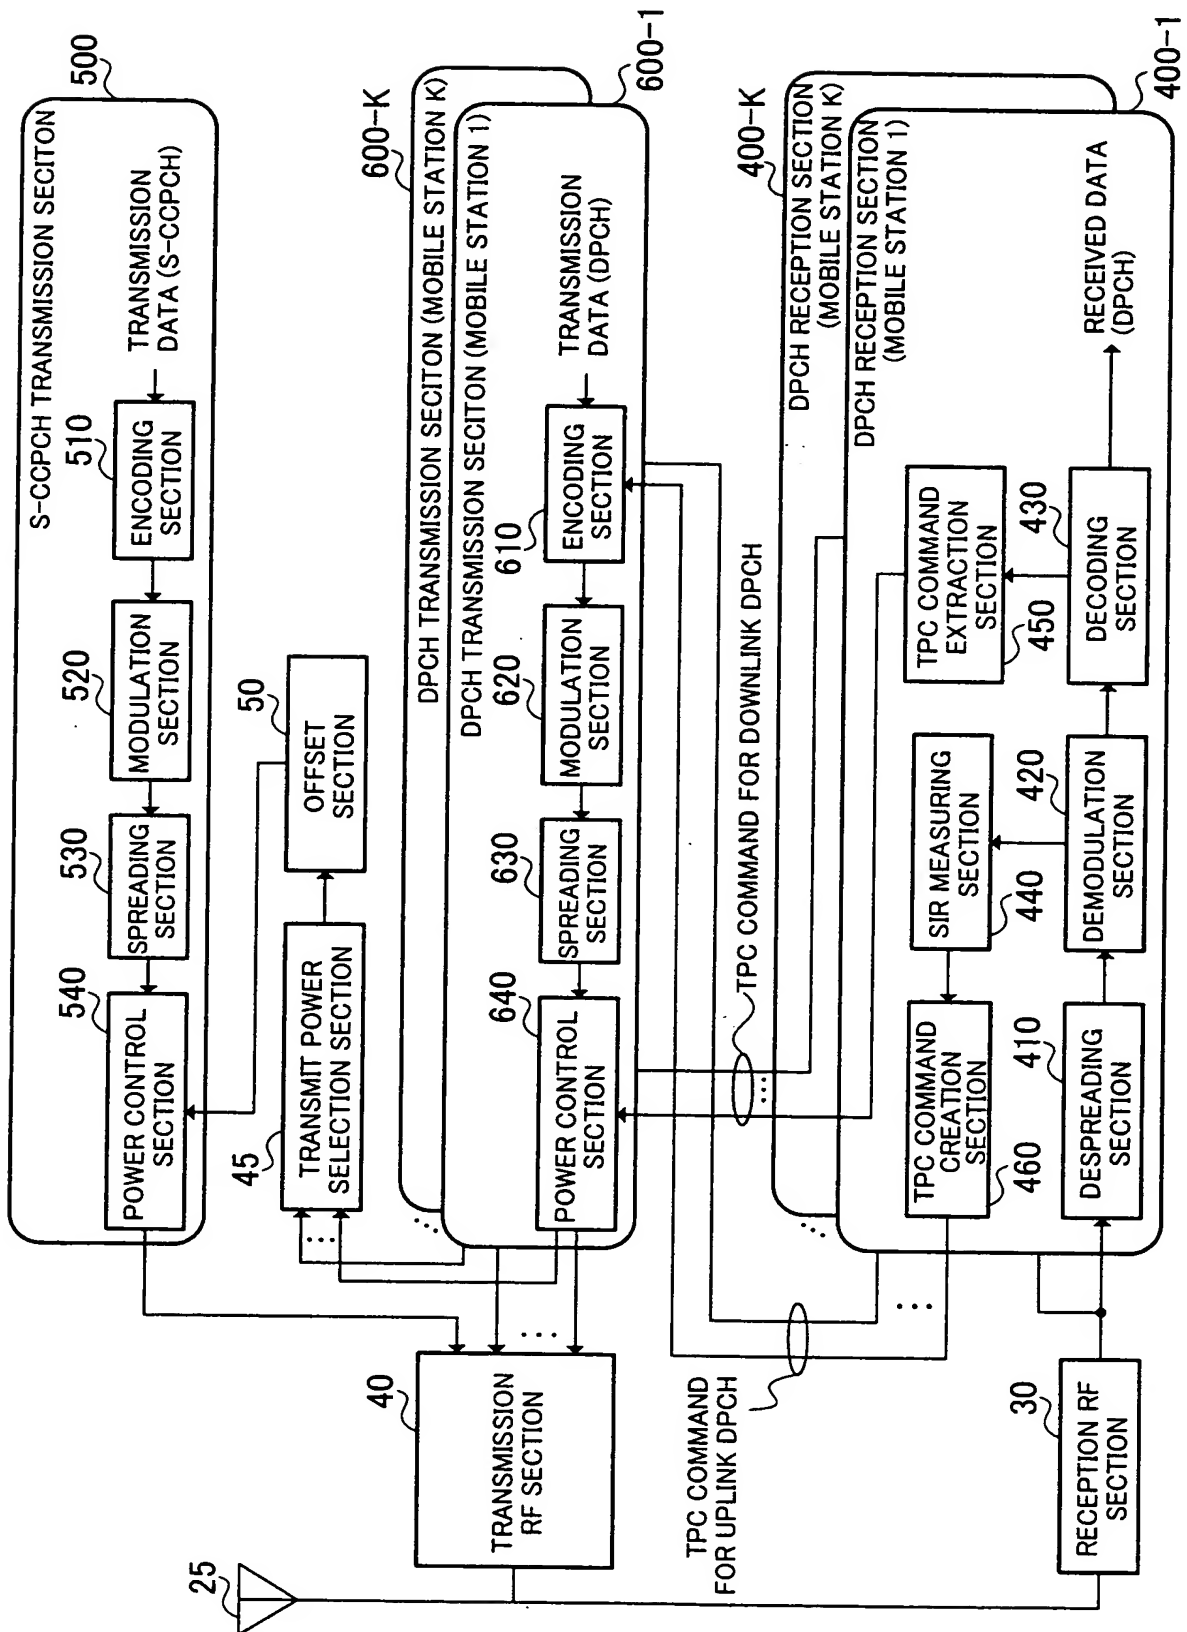 S-CCPCH TRANSMISSION SECITON
500
TRANSMISSION
DATA (S-CCPCH)
510
ENCODING
SECTION
520
MODULATION
SECTION
530
SPREADING
SECTION
540
POWER CONTROL
SECTION
50
OFFSET
SECTION
45
TRANSMIT POWER
SELECTION SECTION
600-K
DPCH TRANSMISSION SECITON (MOBILE STATION K)
600-1
DPCH TRANSMISSION SECITON (MOBILE STATION 1)
TRANSMISSION
DATA (DPCH)
610
ENCODING
SECTION
620
MODULATION
SECTION
630
SPREADING
SECTION
640
POWER CONTROL
SECTION
25
40
TRANSMISSION
RF SECTION
TPC COMMAND FOR DOWNLINK DPCH
TPC COMMAND
FOR UPLINK DPCH
400-K
DPCH RECEPTION SECTION
(MOBILE STATION K)
400-1
DPCH RECEPTION SECTION
(MOBILE STATION 1)
TPC COMMAND
EXTRACTION
SECTION
450
SIR MEASURING
SECTION
440
TPC COMMAND
CREATION
SECTION
460
30
RECEPTION RF
SECTION
410
DESPREADING
SECTION
420
DEMODULATION
SECTION
430
DECODING
SECTION
RECEIVED DATA
(DPCH)